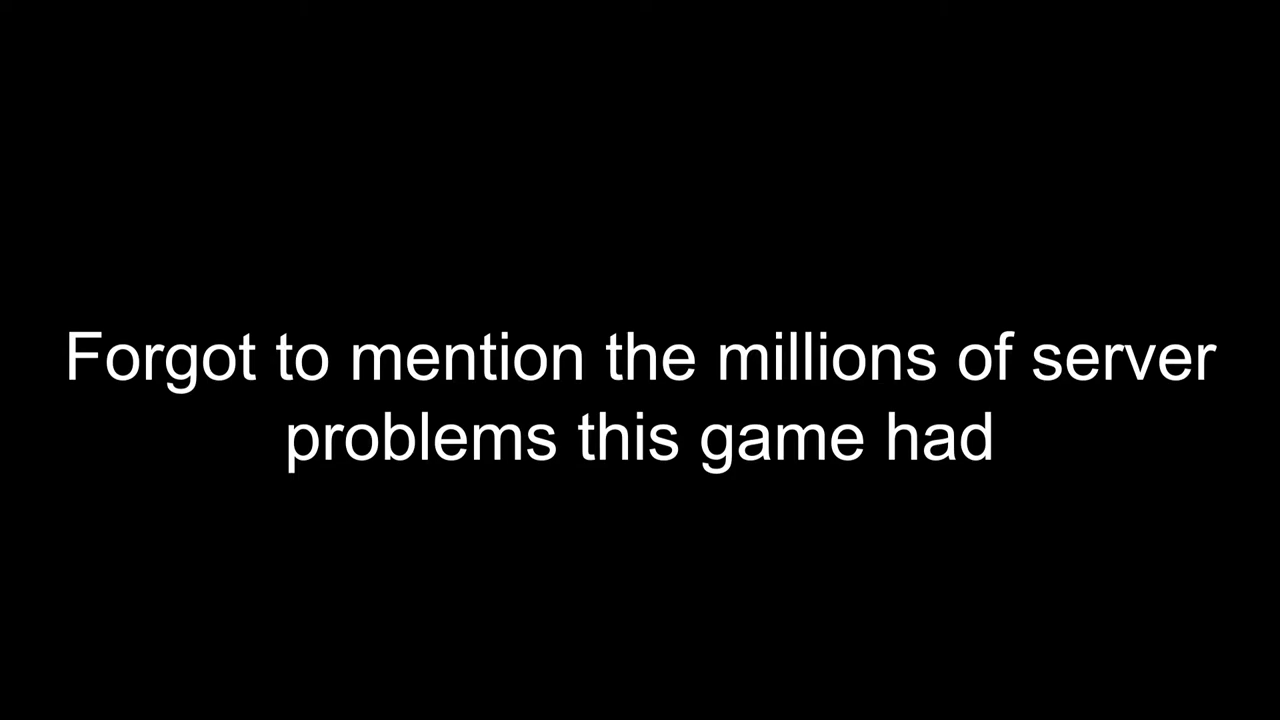 Forgot to mention the millions of server
problems this game had